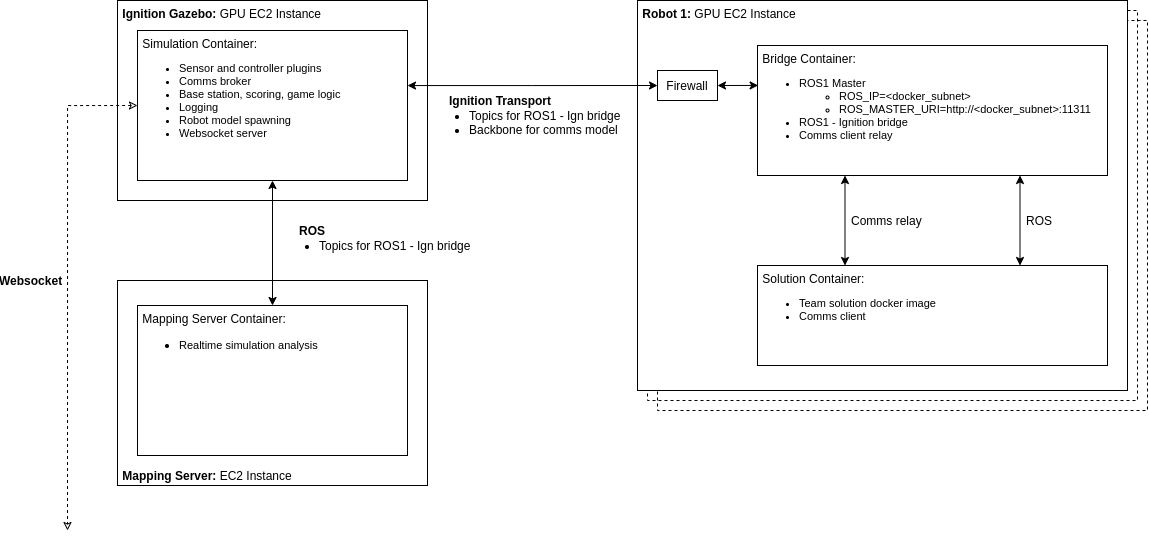 Ignition Gazebo: GPU EC2 Instance
Simulation Container:
Sensor and controller plugins
Comms broker
Base station, scoring, game logic
Logging
Robot model spawning
Websocket server
Ignition Transport
Topics for ROS1 - Ign bridge
Backbone for comms model
Robot 1: GPU EC2 Instance
Firewall
Bridge Container:
ROS1 Master
ROS_IP=<docker_subnet>
ROS_MASTER_URI=http://<docker_subnet>:11311
ROS1 - Ignition bridge
Comms client relay
Comms relay
ROS
Solution Container:
Team solution docker image
Comms client
ROS
Topics for ROS1 - Ign bridge
Websocket
Mapping Server Container:
Realtime simulation analysis
Mapping Server: EC2 Instance